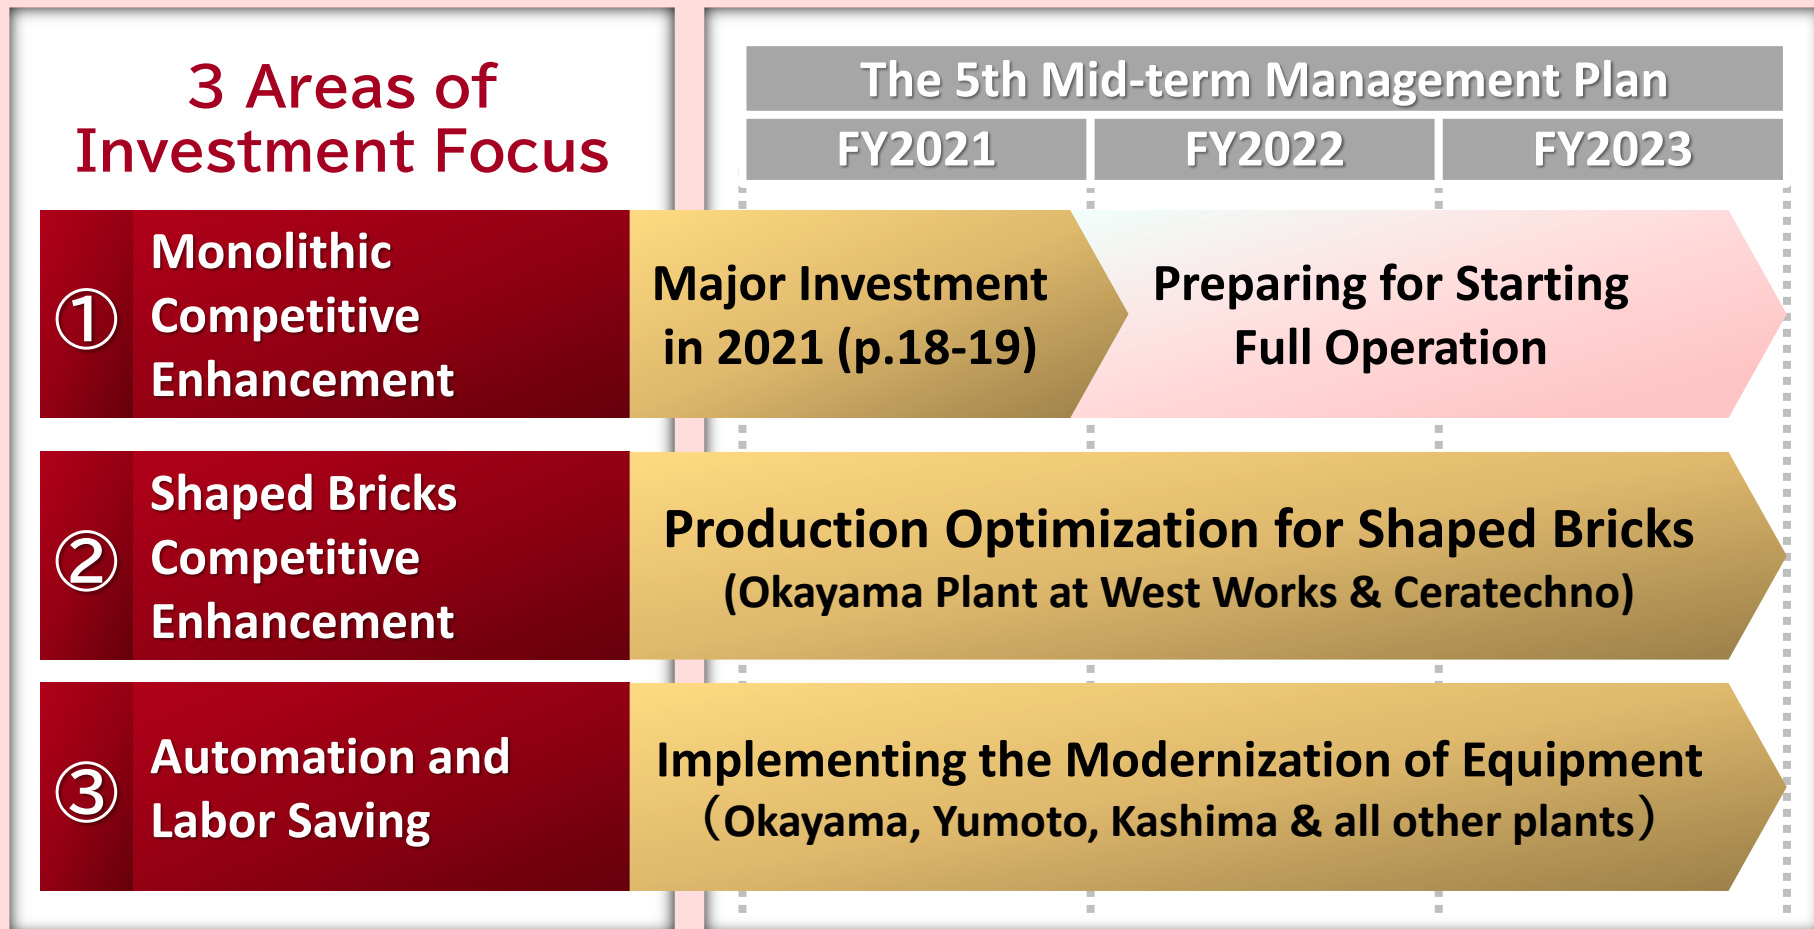 3 Areas of
Investment Focus
The 5th Mid-term Management Plan
FY2021 FY2022 FY2023
①
Monolithic
Competitive
Enhancement
Major Investment
in 2021 (p.18-19)
Preparing for Starting
Full Operation
②
Shaped Bricks
Competitive
Enhancement
Production Optimization for Shaped Bricks
(Okayama Plant at West Works & Ceratechno)
③
Automation and
Labor Saving
Implementing the Modernization of Equipment
（Okayama, Yumoto, Kashima & all other plants）